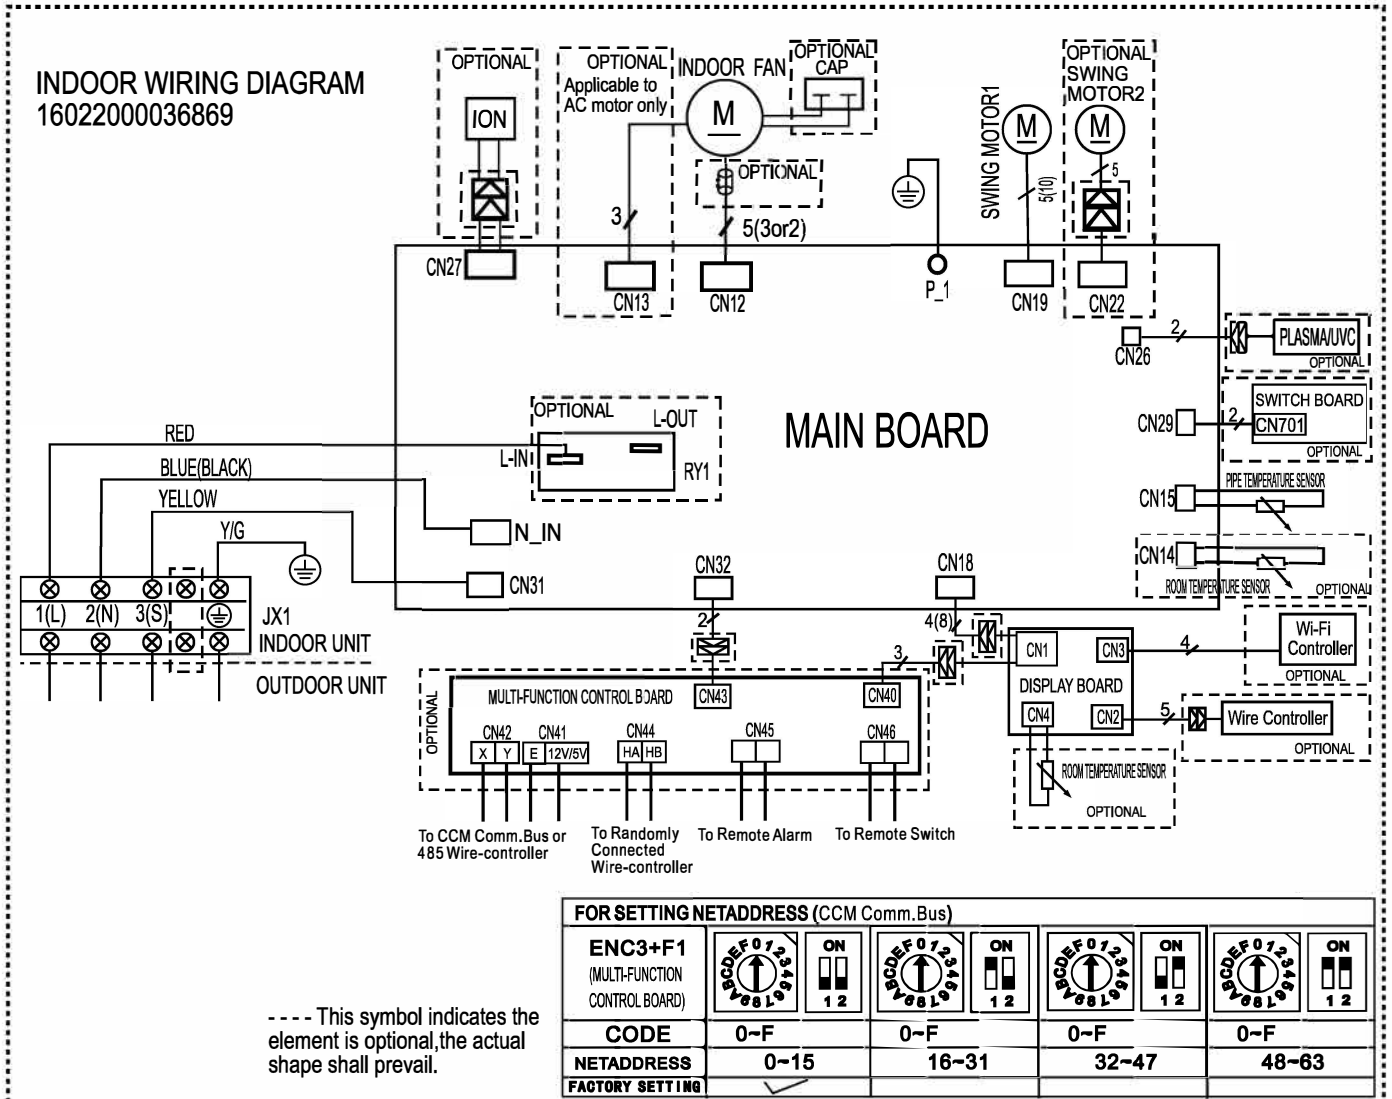 INDOOR WIRING DIAGRAM
16022000036869
OPTIONAL
ION
CN27
OPTIONAL
Applicable to
AC motor only
3
CN13
INDOOR FAN
M
OPTIONAL
CAP
OPTIONAL
5(3or2)
CN12
P_1
SWING MOTOR1
M
5(10)
CN19
OPTIONAL
SWING
MOTOR2
M
5
CN22
CN26
2
PLASMA/UVC
OPTIONAL
CN29
2
SWITCH BOARD
CN701
OPTIONAL
CN15
PIPE TEMPERATURE SENSOR
CN14
ROOM TEMPERATURE SENSOR
OPTIONAL
MAIN BOARD
OPTIONAL
L-OUT
L-IN
RY1
RED
BLUE(BLACK)
YELLOW
Y/G
N_IN
CN31
1(L)
2(N)
3(S)
JX1
INDOOR UNIT
OUTDOOR UNIT
CN32
2
CN18
4(8)
3
CN1
CN3
DISPLAY BOARD
CN4
CN2
4
Wi-Fi
Controller
OPTIONAL
5
Wire Controller
OPTIONAL
ROOM TEMPERATURE SENSOR
OPTIONAL
OPTIONAL
MULTI-FUNCTION CONTROL BOARD
CN43
CN40
CN42
X Y
CN41
E 12V/5V
CN44
HA HB
CN45
CN46
To CCM Comm.Bus or
485 Wire-controller
To Randomly
Connected
Wire-controller
To Remote Alarm
To Remote Switch
FOR SETTING NETADDRESS (CCM Comm.Bus)
ENC3+F1
(MULTI-FUNCTION
CONTROL BOARD)
0123456789ABCDEF
ON
1 2
0123456789ABCDEF
ON
1 2
0123456789ABCDEF
ON
1 2
0123456789ABCDEF
ON
1 2
CODE 0~F 0~F 0~F 0~F
NETADDRESS 0~15 16~31 32~47 48~63
FACTORY SETTING
---- This symbol indicates the
element is optional,the actual
shape shall prevail.